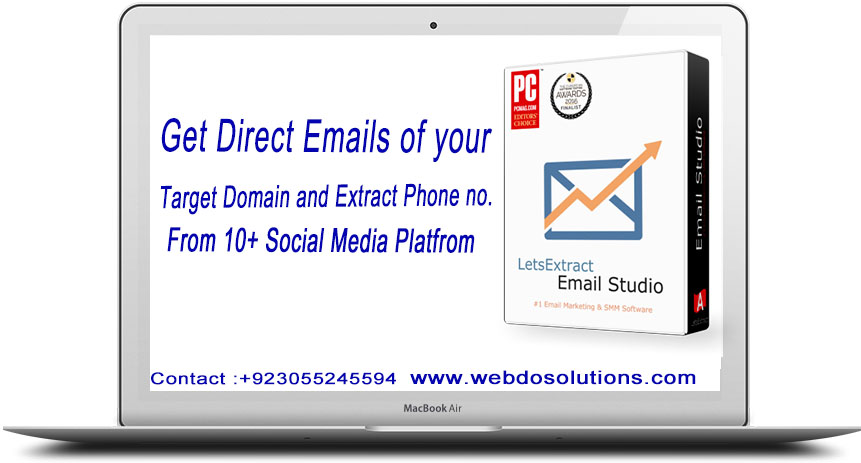 Get Direct Emails of your
Target Domain and Extract Phone no.
From 10+ Social Media Platfrom
PC
PCMAG.COM
EDITORS'
CHOICE
AWARDS
2016
FINALIST
LetsExtract
Email Studio
#1 Email Marketing & SMM Software
Email Studio
A
Contact :+923055245594 www.webdosolutions.com
MacBook Air